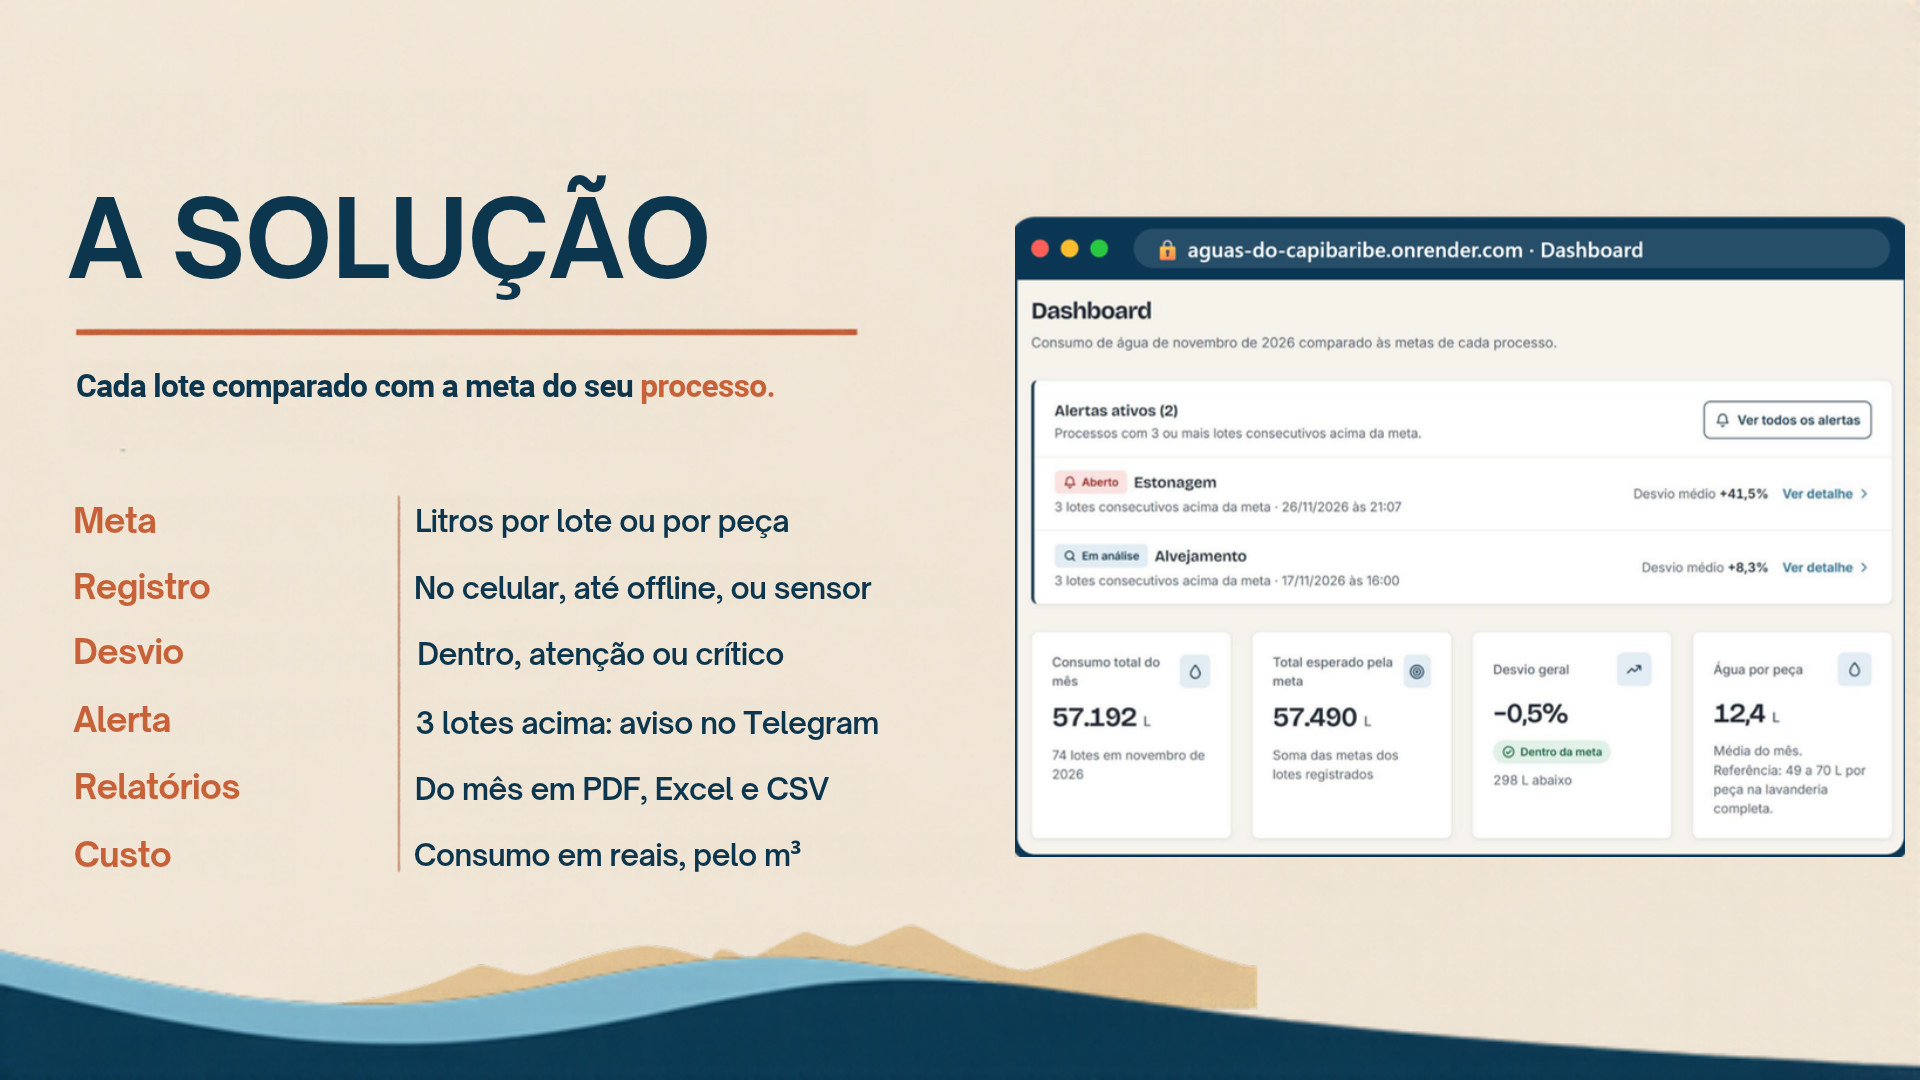 A SOLUÇÃO
Cada lote comparado com a meta do seu processo.
Meta
Litros por lote ou por peça
Registro
No celular, até offline, ou sensor
Desvio
Dentro, atenção ou crítico
Alerta
3 lotes acima: aviso no Telegram
Relatórios
Do mês em PDF, Excel e CSV
Custo
Consumo em reais, pelo m³
aguas-do-capibaribe.onrender.com · Dashboard
Dashboard
Consumo de água de novembro de 2026 comparado às metas de cada processo.
Alertas ativos (2)
Processos com 3 ou mais lotes consecutivos acima da meta.
Ver todos os alertas
Aberto Estonagem
3 lotes consecutivos acima da meta · 26/11/2026 às 21:07
Desvio médio +41,5% Ver detalhe
Em análise Alvejamento
3 lotes consecutivos acima da meta · 17/11/2026 às 16:00
Desvio médio +8,3% Ver detalhe
Consumo total do
mês
57.192 L
74 lotes em novembro de
2026
Total esperado pela
meta
57.490 L
Soma das metas dos
lotes registrados
Desvio geral
-0,5%
Dentro da meta
298 L abaixo
Água por peça
12,4 L
Média do mês.
Referência: 49 a 70 L por
peça na lavanderia
completa.